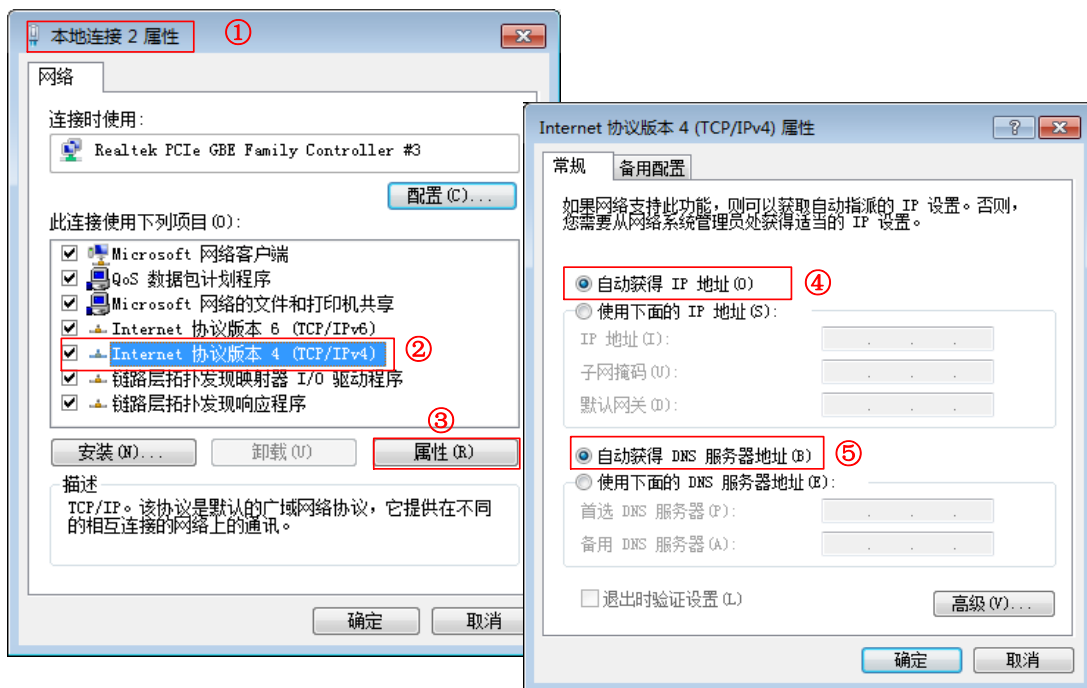 本地连接 2 属性
①
网络
连接时使用:
Realtek PCIe GBE Family Controller #3
配置(C)...
此连接使用下列项目(O):
Microsoft 网络客户端
QoS 数据包计划程序
Microsoft 网络的文件和打印机共享
Internet 协议版本 6 (TCP/IPv6)
Internet 协议版本 4 (TCP/IPv4)
②
链路层拓扑发现映射器 I/O 驱动程序
链路层拓扑发现响应程序
③
安装(N)...
卸载(U)
属性(R)
描述
TCP/IP。该协议是默认的广域网络协议，它提供在不同
的相互连接的网络上的通讯。
确定
取消
Internet 协议版本 4 (TCP/IPv4) 属性
常规
备用配置
如果网络支持此功能，则可以获取自动指派的 IP 设置。否则，
您需要从网络系统管理员处获得适当的 IP 设置。
自动获得 IP 地址(O)
④
使用下面的 IP 地址(S):
IP 地址(I):
子网掩码(U):
默认网关(D):
自动获得 DNS 服务器地址(B)
⑤
使用下面的 DNS 服务器地址(E):
首选 DNS 服务器(P):
备用 DNS 服务器(A):
退出时验证设置(L)
高级(V)...
确定
取消